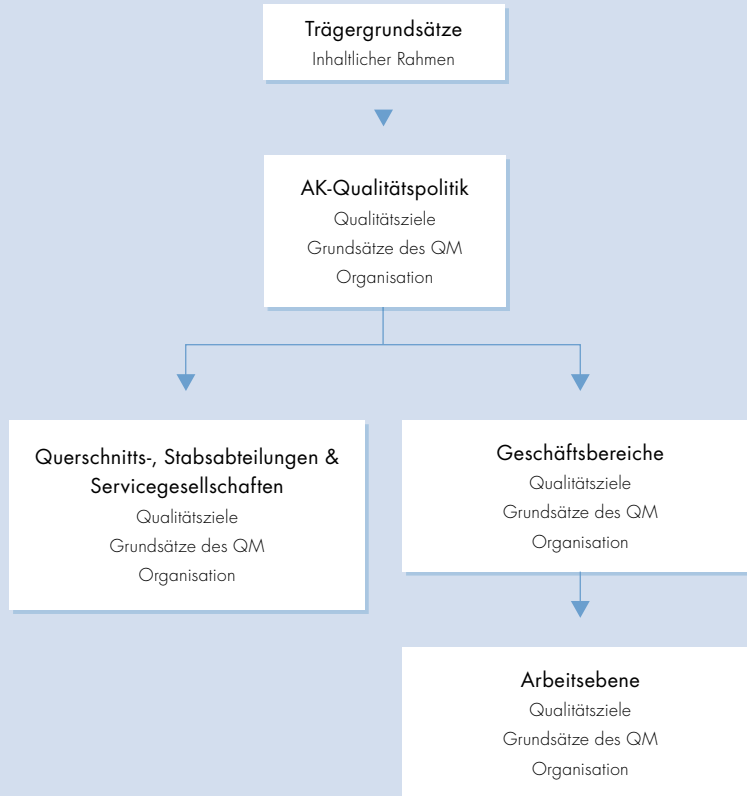 Trägergrundsätze
Inhaltlicher Rahmen
AK-Qualitätspolitik
Qualitätsziele
Grundsätze des QM
Organisation
Querschnitts-, Stabsabteilungen &
Servicegesellschaften
Qualitätsziele
Grundsätze des QM
Organisation
Geschäftsbereiche
Qualitätsziele
Grundsätze des QM
Organisation
Arbeitsebene
Qualitätsziele
Grundsätze des QM
Organisation